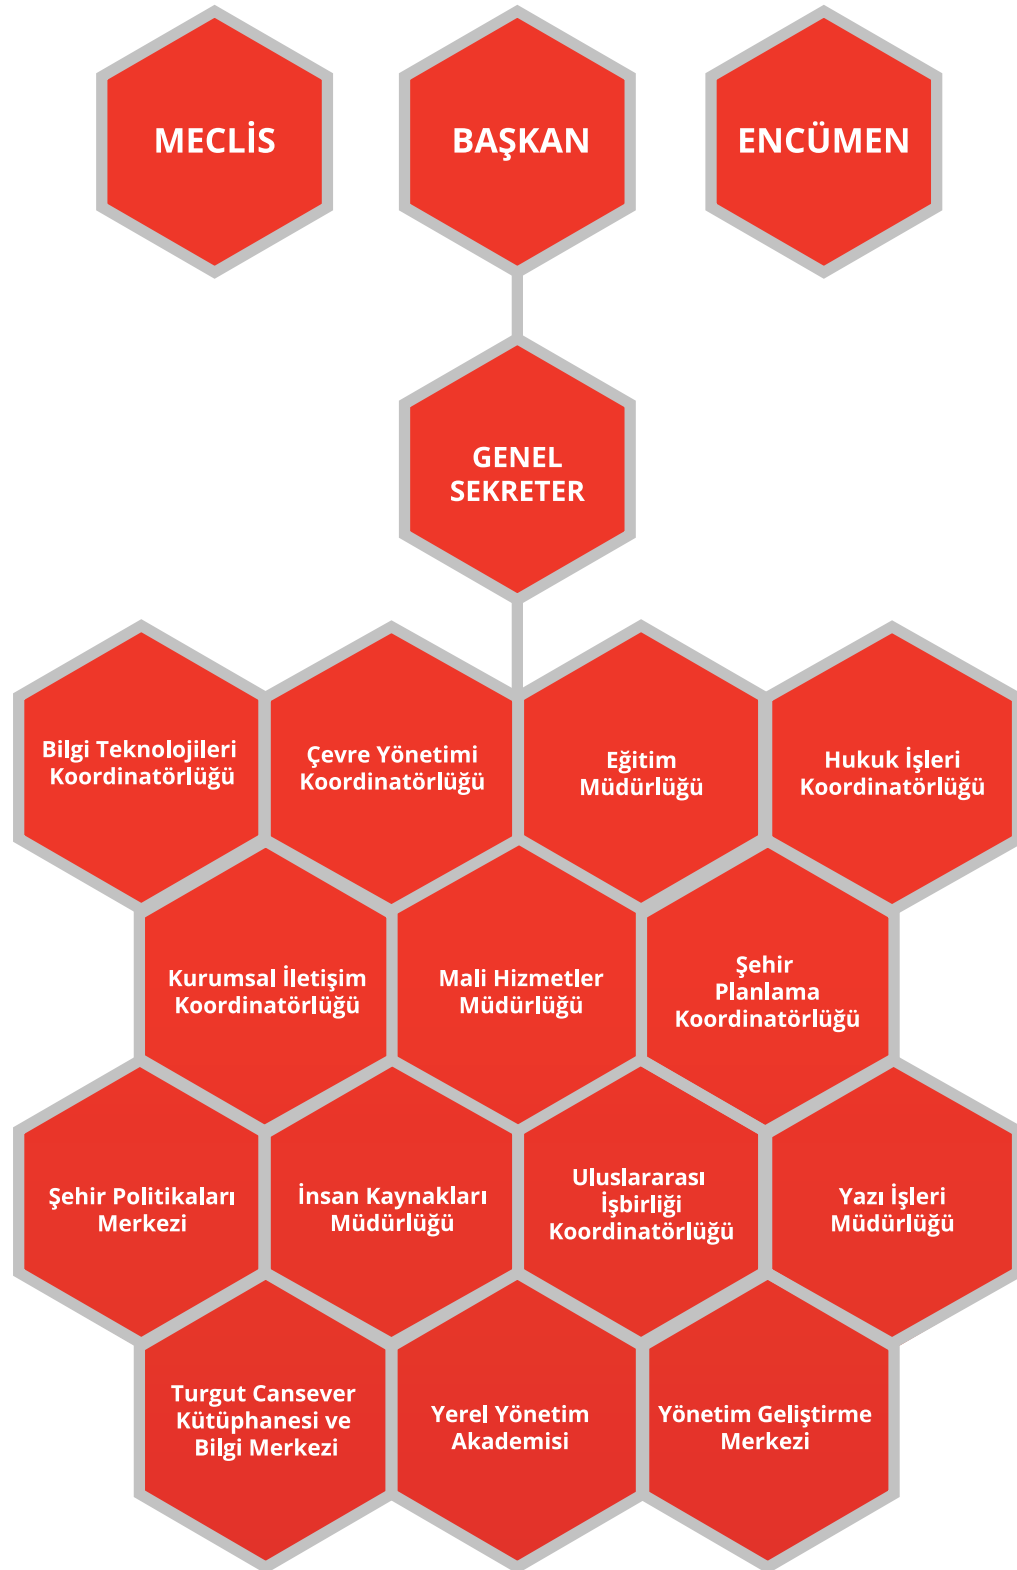 MECLİS
BAŞKAN
ENCÜMEN
GENEL
SEKRETER
Bilgi Teknolojileri
Koordinatörlüğü
Çevre Yönetimi
Koordinatörlüğü
Eğitim
Müdürlüğü
Hukuk İşleri
Koordinatörlüğü
Kurumsal İletişim
Koordinatörlüğü
Mali Hizmetler
Müdürlüğü
Şehir
Planlama
Koordinatörlüğü
Şehir Politikaları
Merkezi
İnsan Kaynakları
Müdürlüğü
Uluslararası
İşbirliği
Koordinatörlüğü
Yazı İşleri
Müdürlüğü
Turgut Cansever
Kütüphanesi ve
Bilgi Merkezi
Yerel Yönetim
Akademisi
Yönetim Geliştirme
Merkezi